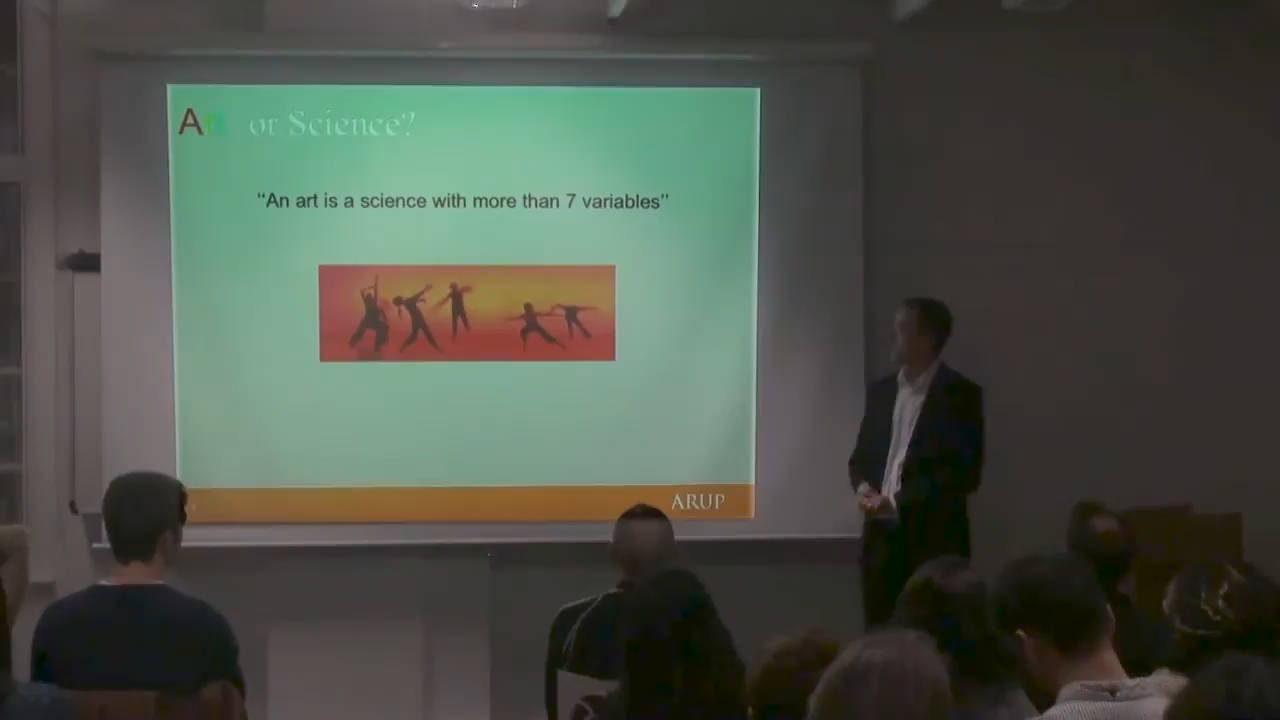 Art or Science?
“An art is a science with more than 7 variables”
ARUP